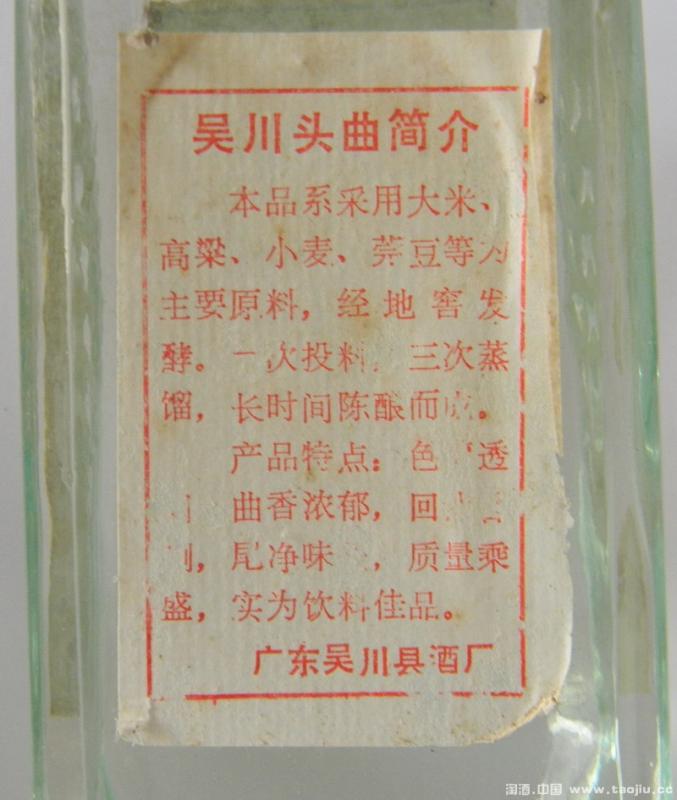 吴川头曲简介
本品系采用大米、
高粱、小麦、荞豆等为
主要原料,经地窖发
酵。一次投料,三次蒸
馏,长时间陈酿而成。
产品特点:色 透
曲香浓郁,回
,尾净味 ,质量乘
盛,实为饮料佳品。
广东吴川县酒厂
淘酒.中国 www.taojiu.cc